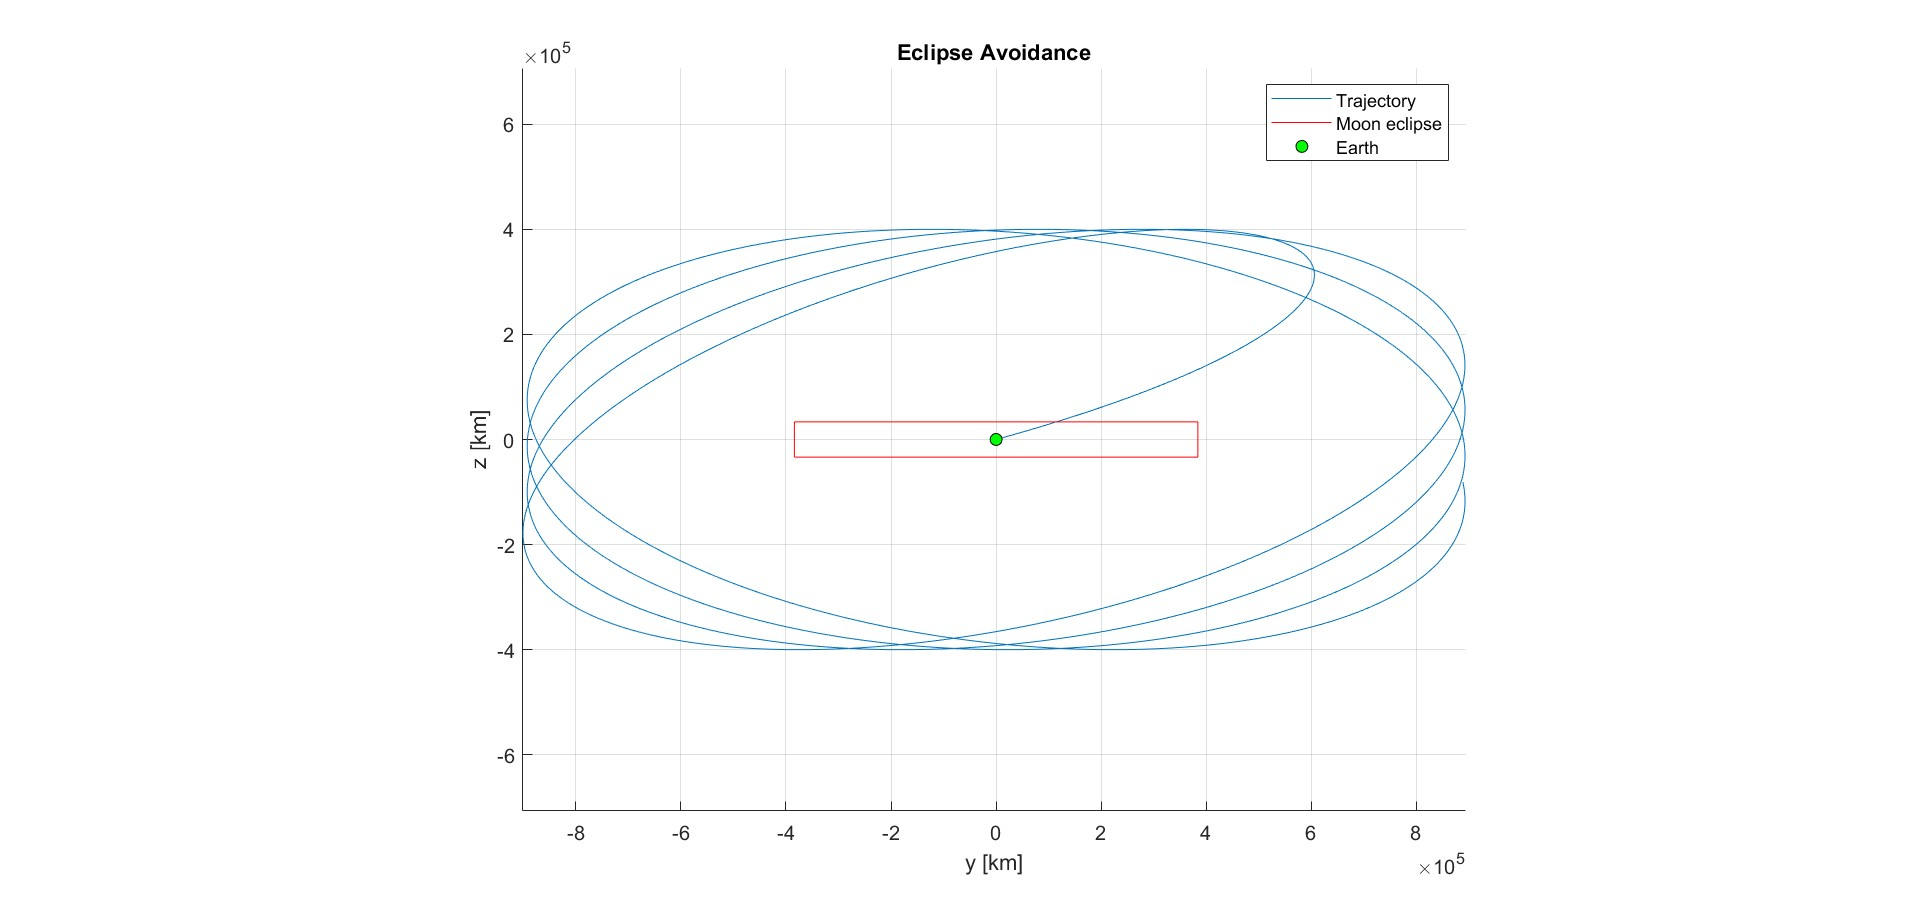 Eclipse Avoidance
×10^5
Trajectory
Moon eclipse
Earth
6
4
2
0
-2
-4
-6
z [km]
-8 -6 -4 -2 0 2 4 6 8
y [km]
×10^5